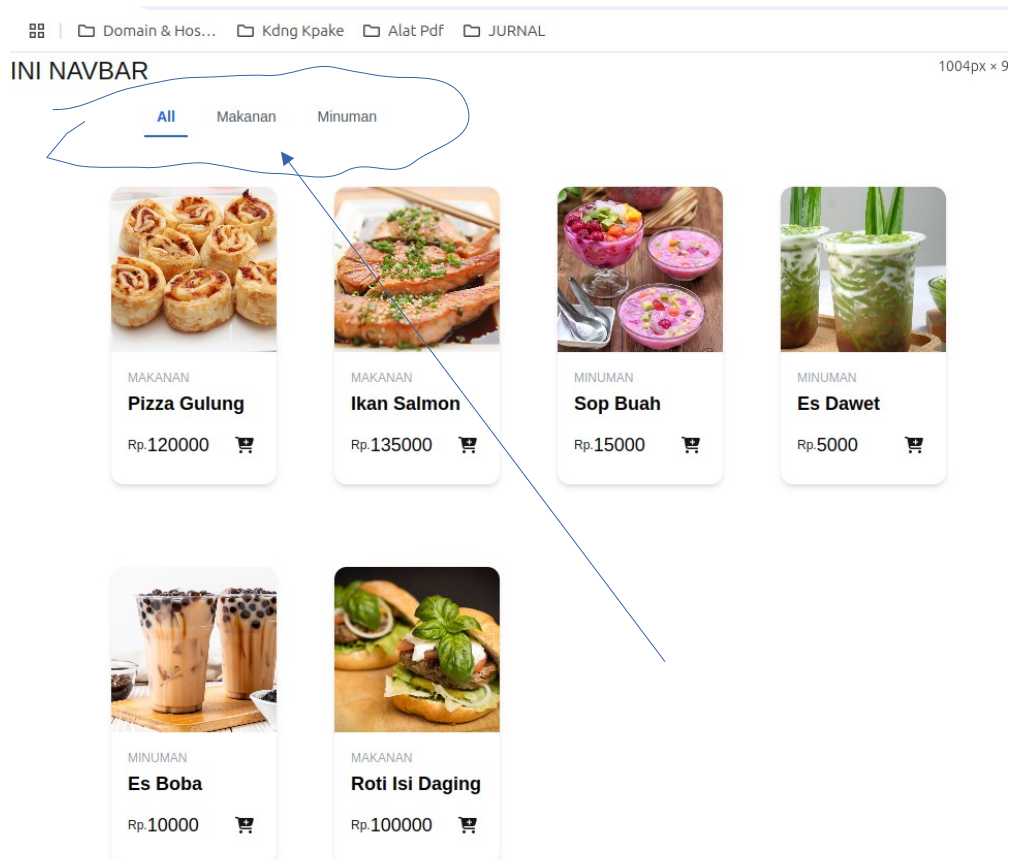 Domain & Hos... Kdng Kpake Alat Pdf JURNAL
INI NAVBAR
1004px × 9
All Makanan Minuman
MAKANAN MAKANAN MINUMAN MINUMAN
Pizza Gulung Ikan Salmon Sop Buah Es Dawet
Rp.120000 Rp.135000 Rp.15000 Rp.5000
MINUMAN MAKANAN
Es Boba Roti Isi Daging
Rp.10000 Rp.100000